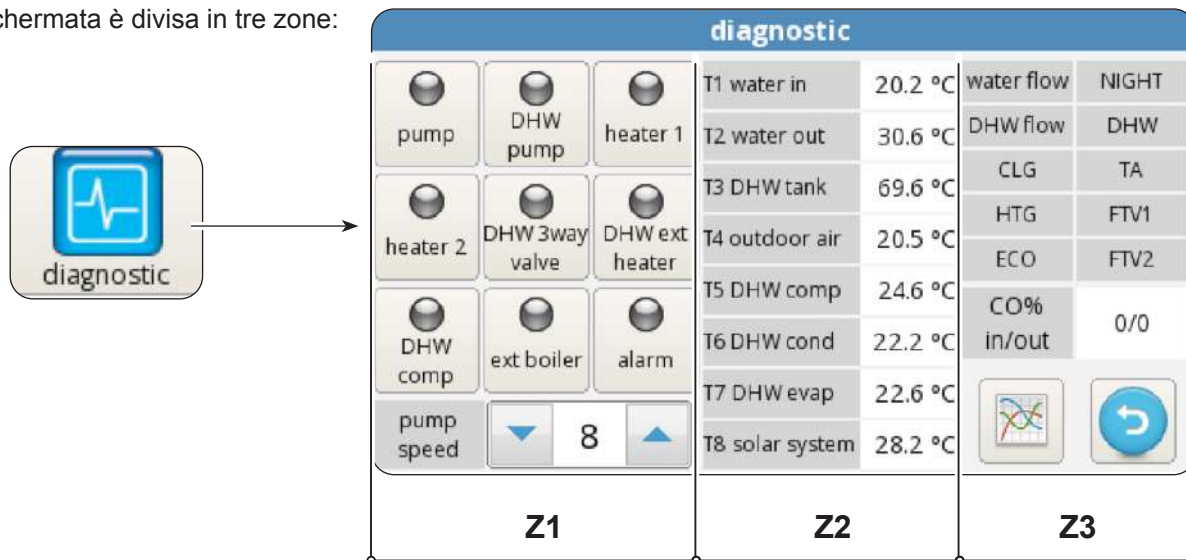 chermata è divisa in tre zone:
diagnostic
diagnostic
pump
DHW
pump
heater 1
heater 2
DHW 3way
valve
DHW ext
heater
DHW
comp
ext boiler
alarm
pump
speed
8
T1 water in 20.2 °C
T2 water out 30.6 °C
T3 DHW tank 69.6 °C
T4 outdoor air 20.5 °C
T5 DHW comp 24.6 °C
T6 DHW cond 22.2 °C
T7 DHW evap 22.6 °C
T8 solar system 28.2 °C
water flow NIGHT
DHW flow DHW
CLG TA
HTG FTV1
ECO FTV2
CO%
in/out
0/0
Z1 Z2 Z3